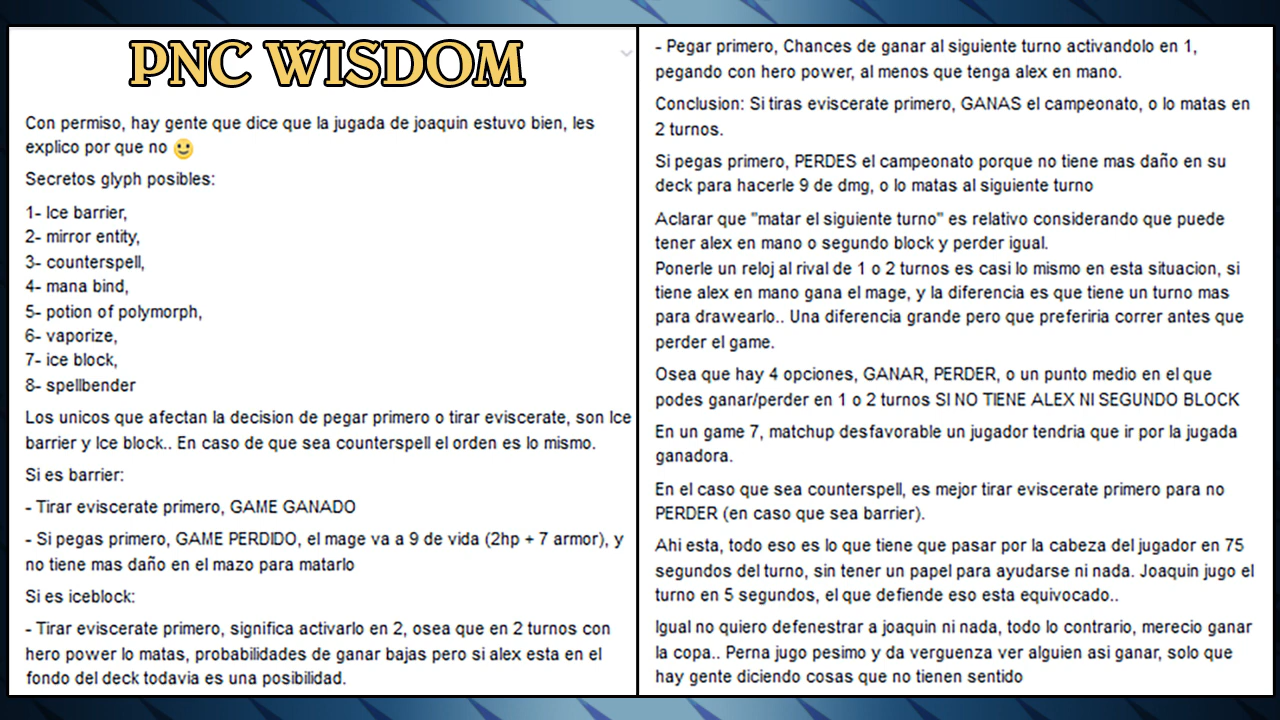 PNC WISDOM
Con permiso, hay gente que dice que la jugada de joaquin estuvo bien, les
explico por que no 🙂
Secretos glyph posibles:
1- Ice barrier,
2- mirror entity,
3- counterspell,
4- mana bind,
5- potion of polymorph,
6- vaporize,
7- ice block,
8- spellbender
Los unicos que afectan la decision de pegar primero o tirar eviscerate, son Ice
barrier y Ice block.. En caso de que sea counterspell el orden es lo mismo.
Si es barrier:
- Tirar eviscerate primero, GAME GANADO
- Si pegas primero, GAME PERDIDO, el mage va a 9 de vida (2hp + 7 armor), y
no tiene mas daño en el mazo para matarlo
Si es iceblock:
- Tirar eviscerate primero, significa activarlo en 2, osea que en 2 turnos con
hero power lo matas, probabilidades de ganar bajas pero si alex esta en el
fondo del deck todavia es una posibilidad.
- Pegar primero, Chances de ganar al siguiente turno activandolo en 1,
pegando con hero power, al menos que tenga alex en mano.
Conclusion: Si tiras eviscerate primero, GANAS el campeonato, o lo matas en
2 turnos.
Si pegas primero, PERDES el campeonato porque no tiene mas daño en su
deck para hacerle 9 de dmg, o lo matas al siguiente turno
Aclarar que "matar el siguiente turno" es relativo considerando que puede
tener alex en mano o segundo block y perder igual.
Ponerle un reloj al rival de 1 o 2 turnos es casi lo mismo en esta situacion, si
tiene alex en mano gana el mage, y la diferencia es que tiene un turno mas
para drawearlo.. Una diferencia grande pero que preferiria correr antes que
perder el game.
Osea que hay 4 opciones, GANAR, PERDER, o un punto medio en el que
podes ganar/perder en 1 o 2 turnos SI NO TIENE ALEX NI SEGUNDO BLOCK
En un game 7, matchup desfavorable un jugador tendria que ir por la jugada
ganadora.
En el caso que sea counterspell, es mejor tirar eviscerate primero para no
PERDER (en caso que sea barrier).
Ahi esta, todo eso es lo que tiene que pasar por la cabeza del jugador en 75
segundos del turno, sin tener un papel para ayudarse ni nada. Joaquin jugo el
turno en 5 segundos, el que defiende eso esta equivocado..
Igual no quiero defenestrar a joaquin ni nada, todo lo contrario, merecio ganar
la copa.. Perna jugo pesimo y da verguenza ver alguien asi ganar, solo que
hay gente diciendo cosas que no tienen sentido